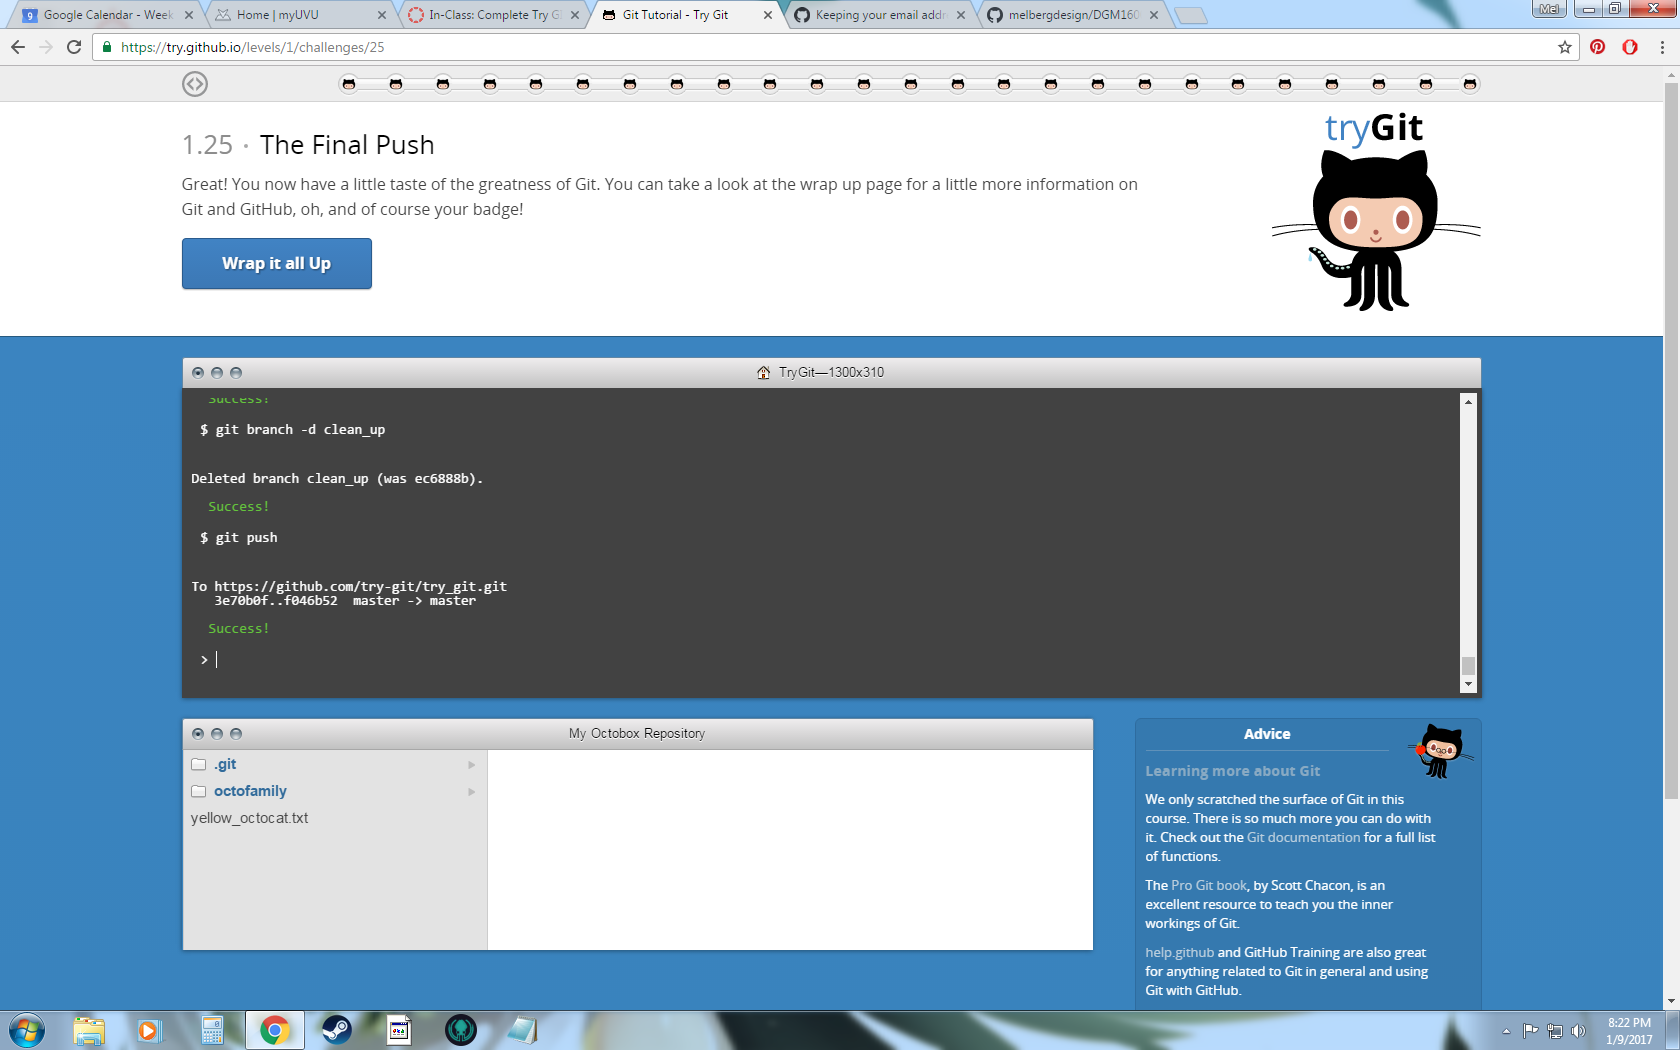 Google Calendar - Week
Home | myUVU
In-Class: Complete Try Gi
Git Tutorial - Try Git
Keeping your email addr
melbergdesign/DGM160
Mel
https://try.github.io/levels/1/challenges/25
tryGit
1.25 · The Final Push
Great! You now have a little taste of the greatness of Git. You can take a look at the wrap up page for a little more information on
Git and GitHub, oh, and of course your badge!
Wrap it all Up
TryGit—1300x310
Success!
$ git branch -d clean_up
Deleted branch clean_up (was ec6888b).
Success!
$ git push
To https://github.com/try-git/try_git.git
3e70b0f..f046b52 master -> master
Success!
>
My Octobox Repository
.git
octofamily
yellow_octocat.txt
Advice
Learning more about Git
We only scratched the surface of Git in this
course. There is so much more you can do with
it. Check out the Git documentation for a full list
of functions.
The Pro Git book, by Scott Chacon, is an
excellent resource to teach you the inner
workings of Git.
help.github and GitHub Training are also great
for anything related to Git in general and using
Git with GitHub.
8:22 PM
1/9/2017